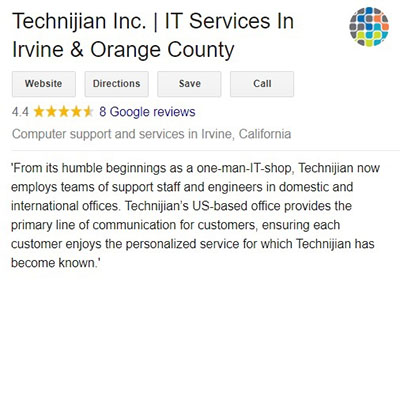 Technijian Inc. | IT Services In
Irvine & Orange County
Website Directions Save Call
4.4 8 Google reviews
Computer support and services in Irvine, California
'From its humble beginnings as a one-man-IT-shop, Technijian now
employs teams of support staff and engineers in domestic and
international offices. Technijian's US-based office provides the
primary line of communication for customers, ensuring each
customer enjoys the personalized service for which Technijian has
become known.'